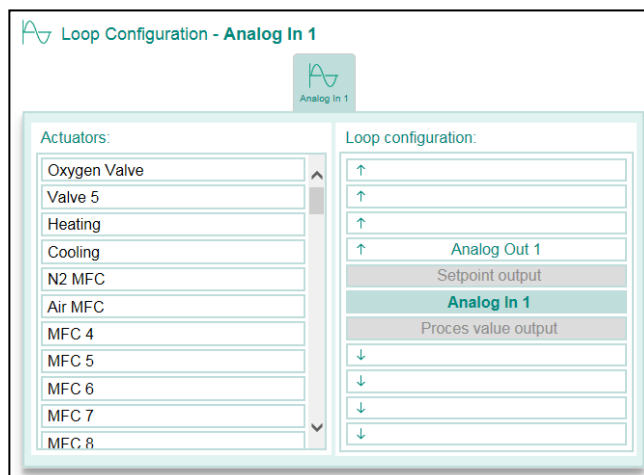 Loop Configuration - Analog In 1
Analog In 1
Actuators:
Oxygen Valve
Valve 5
Heating
Cooling
N2 MFC
Air MFC
MFC 4
MFC 5
MFC 6
MFC 7
MFC 8
Loop configuration:
↑
↑
↑
↑ Analog Out 1
Setpoint output
Analog In 1
Proces value output
↓
↓
↓
↓